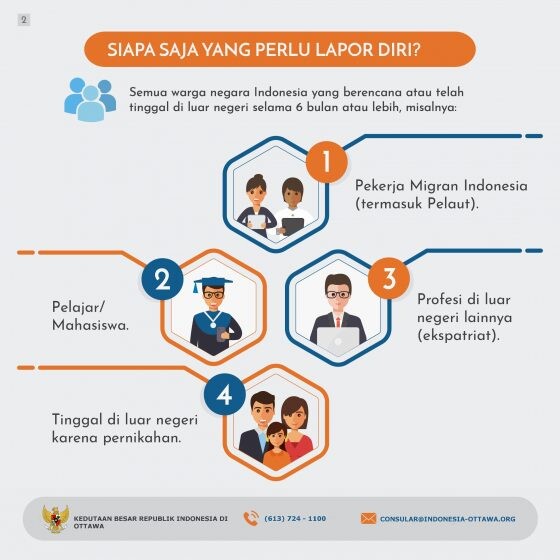 2
SIAPA SAJA YANG PERLU LAPOR DIRI?
Semua warga negara Indonesia yang berencana atau telah
tinggal di luar negeri selama 6 bulan atau lebih, misalnya:
1
Pekerja Migran Indonesia
(termasuk Pelaut).
2
Pelajar/
Mahasiswa.
3
Profesi di luar
negeri lainnya
(ekspatriat).
4
Tinggal di luar negeri
karena pernikahan.
KEDUTAAN BESAR REPUBLIK INDONESIA DI
OTTAWA
(613) 724 - 1100
CONSULAR@INDONESIA-OTTAWA.ORG